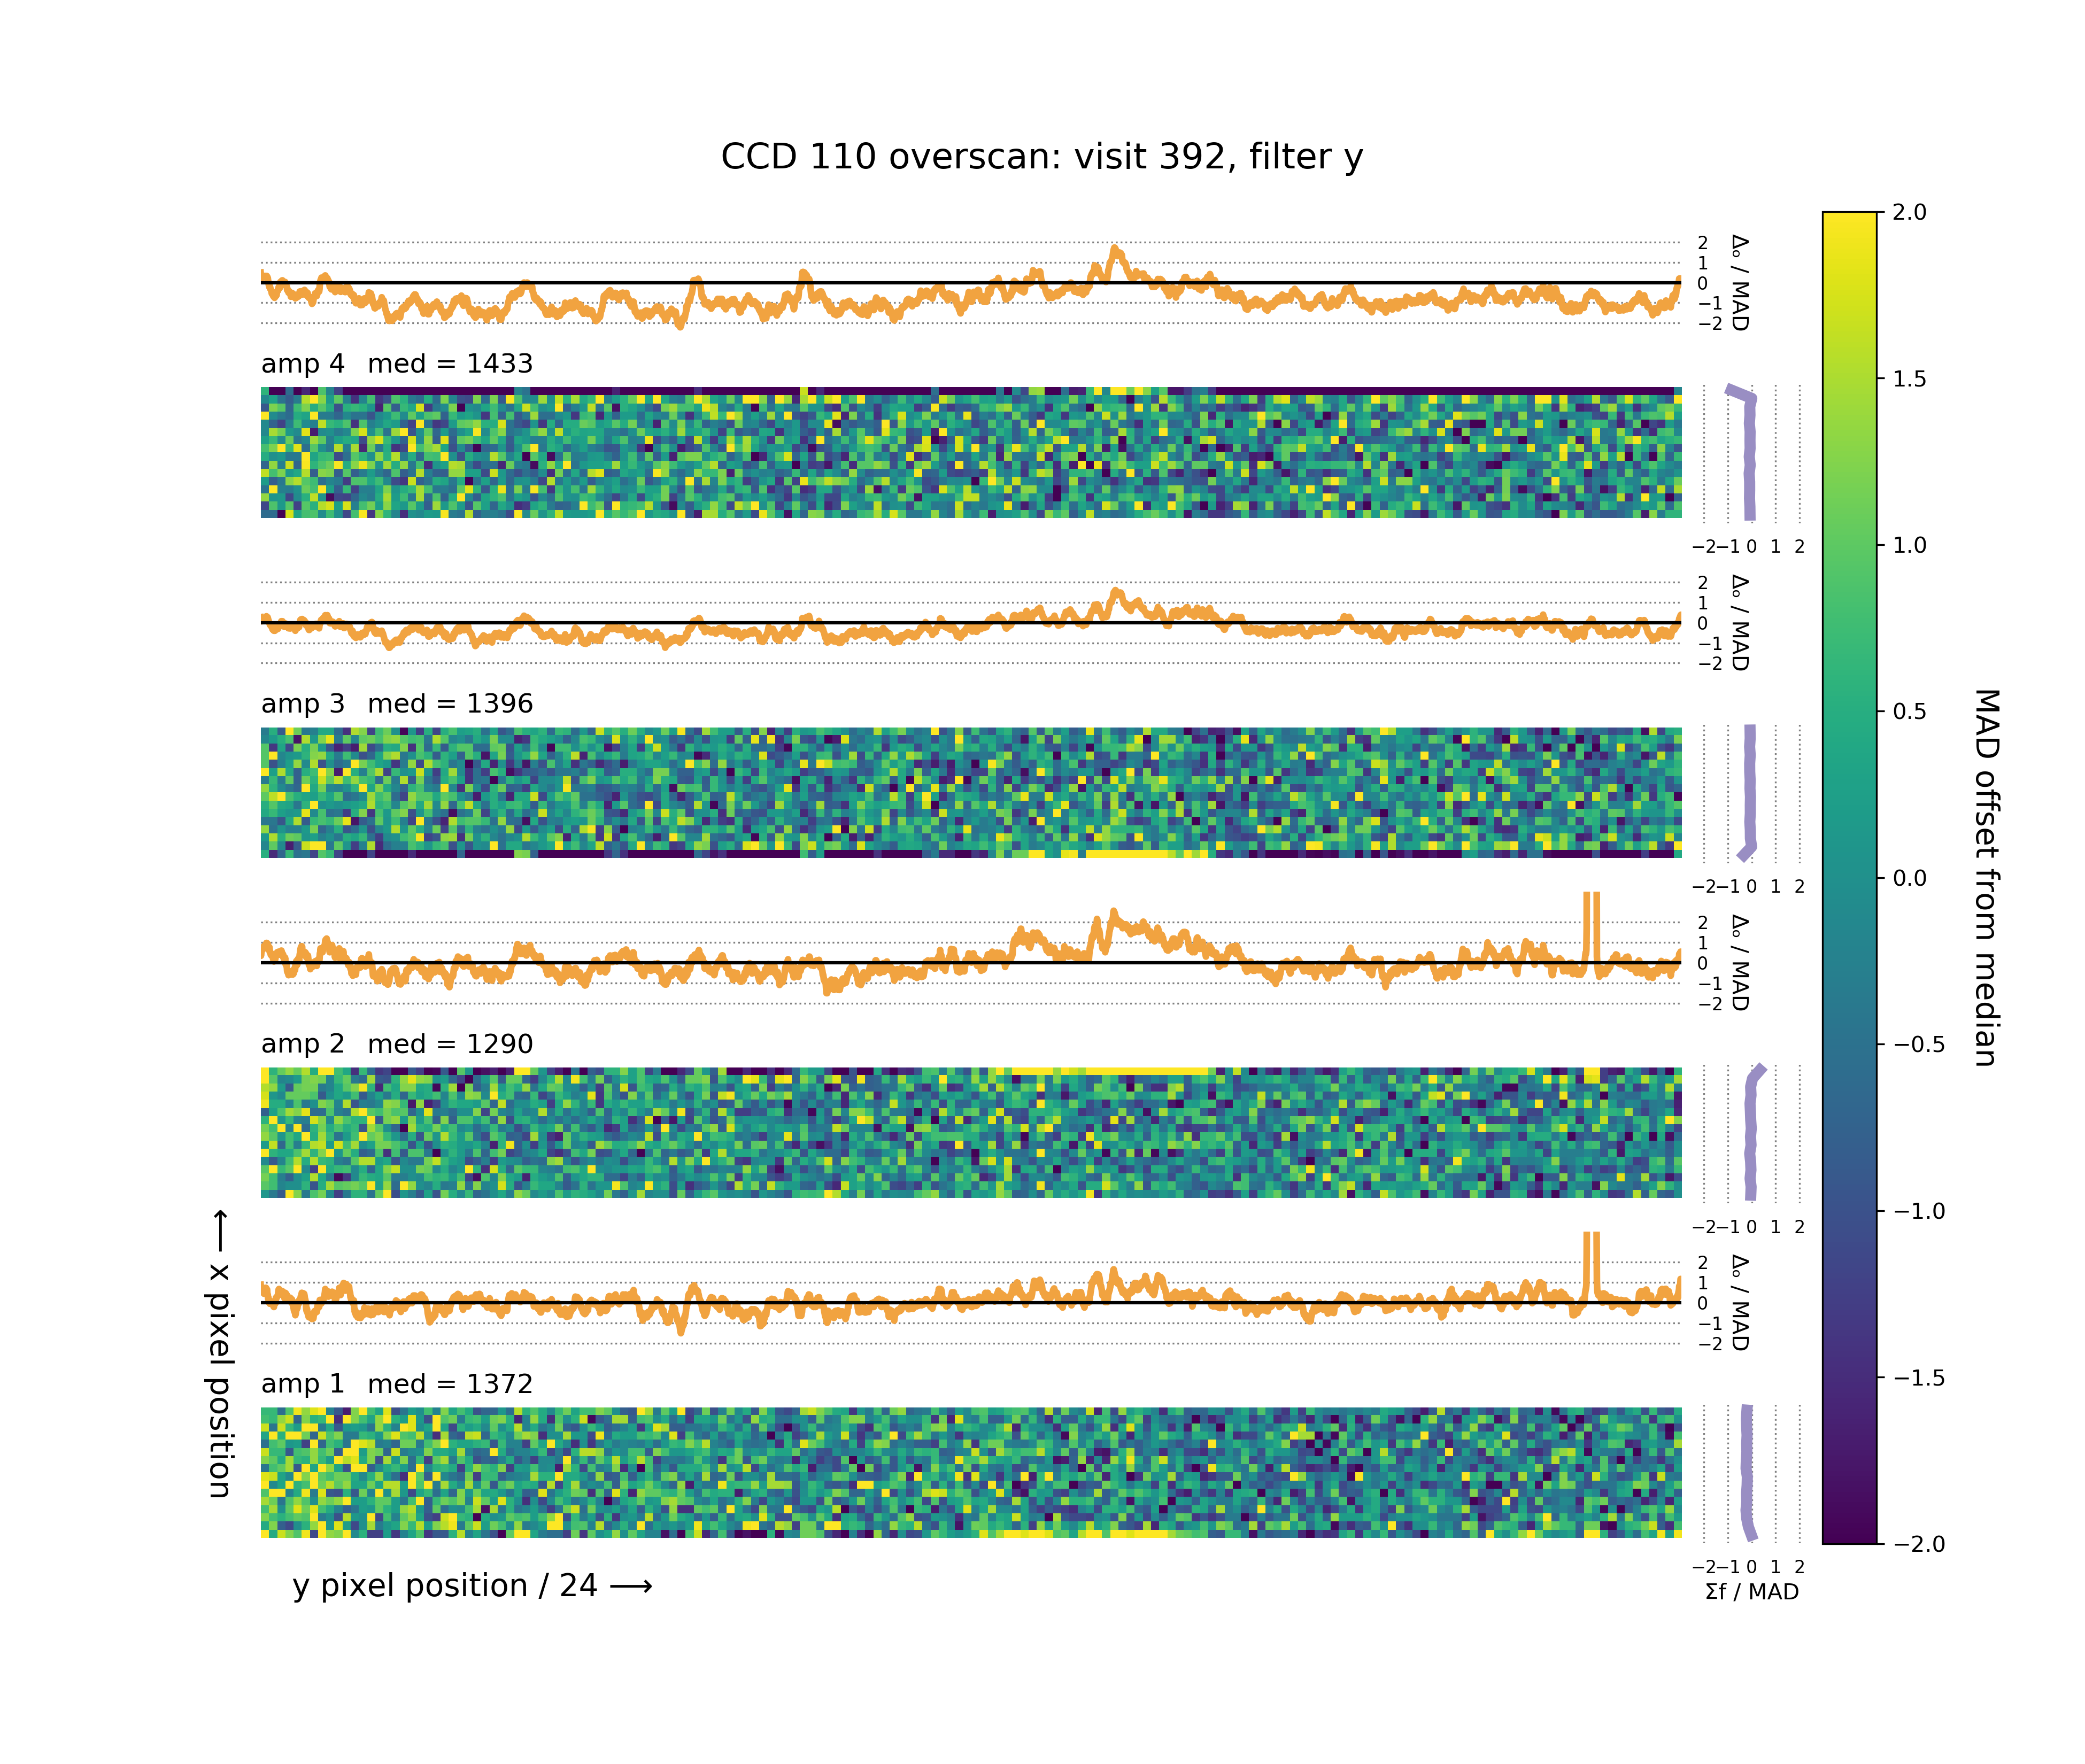 CCD 110 overscan: visit 392, filter y
2
1
0
−1
−2
Δₒ / MAD
amp 4 med = 1433
−2 −1 0 1 2
2
1
0
−1
−2
Δₒ / MAD
amp 3 med = 1396
−2 −1 0 1 2
2
1
0
−1
−2
Δₒ / MAD
amp 2 med = 1290
−2 −1 0 1 2
2
1
0
−1
−2
Δₒ / MAD
amp 1 med = 1372
−2 −1 0 1 2
Σf / MAD
y pixel position / 24 ⟶
⟵ x pixel position
2.0
1.5
1.0
0.5
0.0
−0.5
−1.0
−1.5
−2.0
MAD offset from median